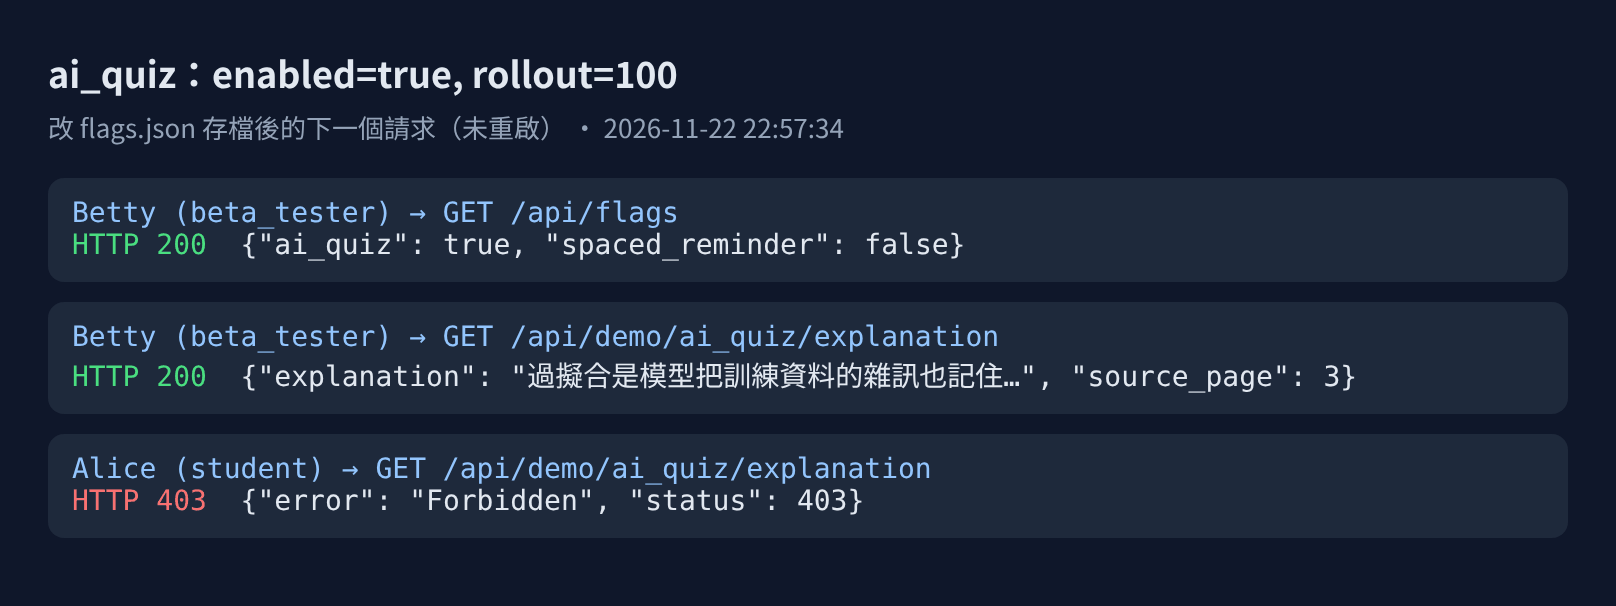 ai_quiz：enabled=true, rollout=100
改 flags.json 存檔後的下一個請求（未重啟） · 2026-11-22 22:57:34
Betty (beta_tester) → GET /api/flags
HTTP 200  {"ai_quiz": true, "spaced_reminder": false}
Betty (beta_tester) → GET /api/demo/ai_quiz/explanation
HTTP 200  {"explanation": "過擬合是模型把訓練資料的雜訊也記住…", "source_page": 3}
Alice (student) → GET /api/demo/ai_quiz/explanation
HTTP 403  {"error": "Forbidden", "status": 403}